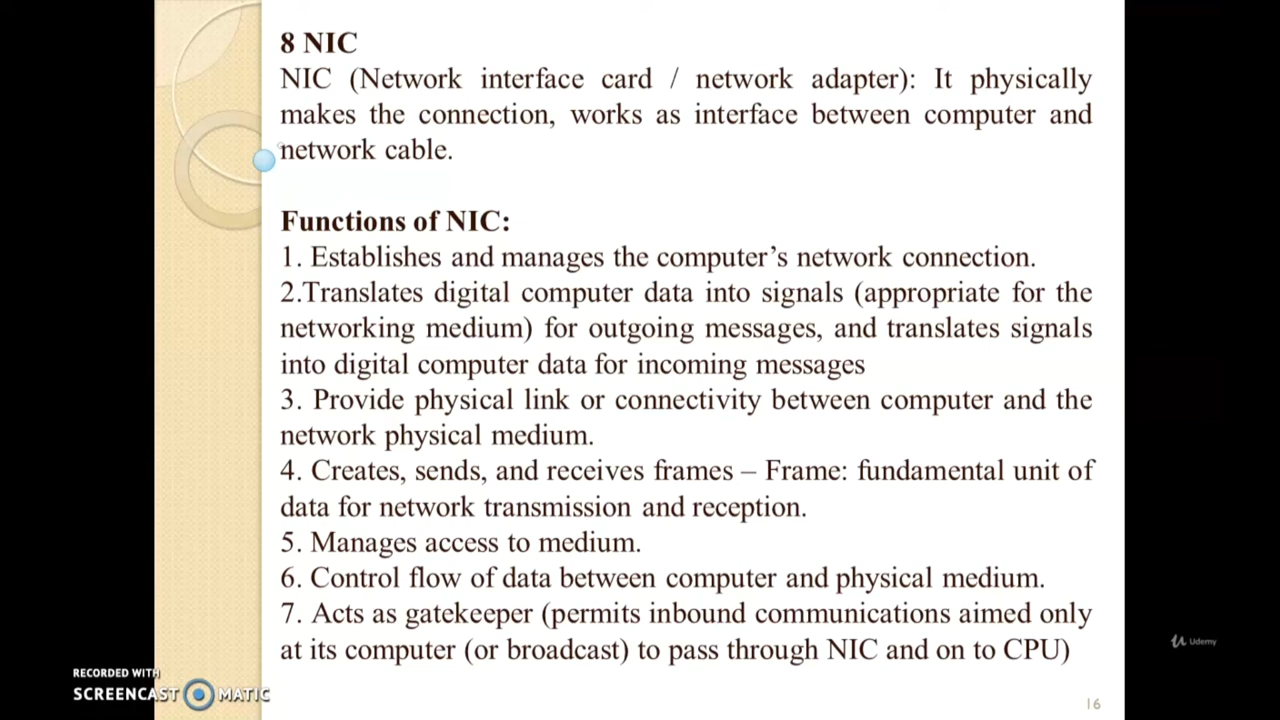 8 NIC
NIC (Network interface card / network adapter): It physically
makes the connection, works as interface between computer and
network cable.
Functions of NIC:
1. Establishes and manages the computer’s network connection.
2.Translates digital computer data into signals (appropriate for the
networking medium) for outgoing messages, and translates signals
into digital computer data for incoming messages
3. Provide physical link or connectivity between computer and the
network physical medium.
4. Creates, sends, and receives frames – Frame: fundamental unit of
data for network transmission and reception.
5. Manages access to medium.
6. Control flow of data between computer and physical medium.
7. Acts as gatekeeper (permits inbound communications aimed only
at its computer (or broadcast) to pass through NIC and on to CPU)
Udemy
RECORDED WITH
SCREENCAST MATIC
16